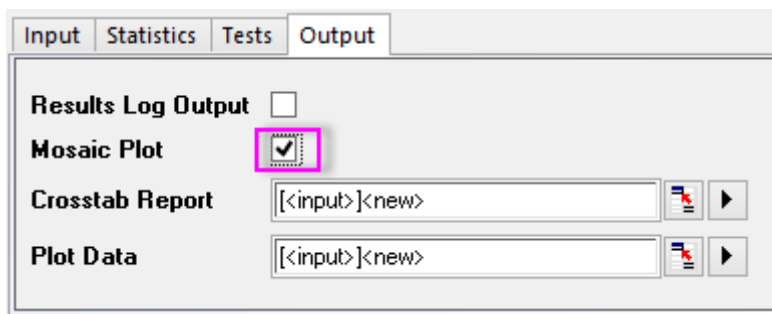 Input Statistics Tests Output
Results Log Output
Mosaic Plot
Crosstab Report [<input>]<new>
Plot Data [<input>]<new>